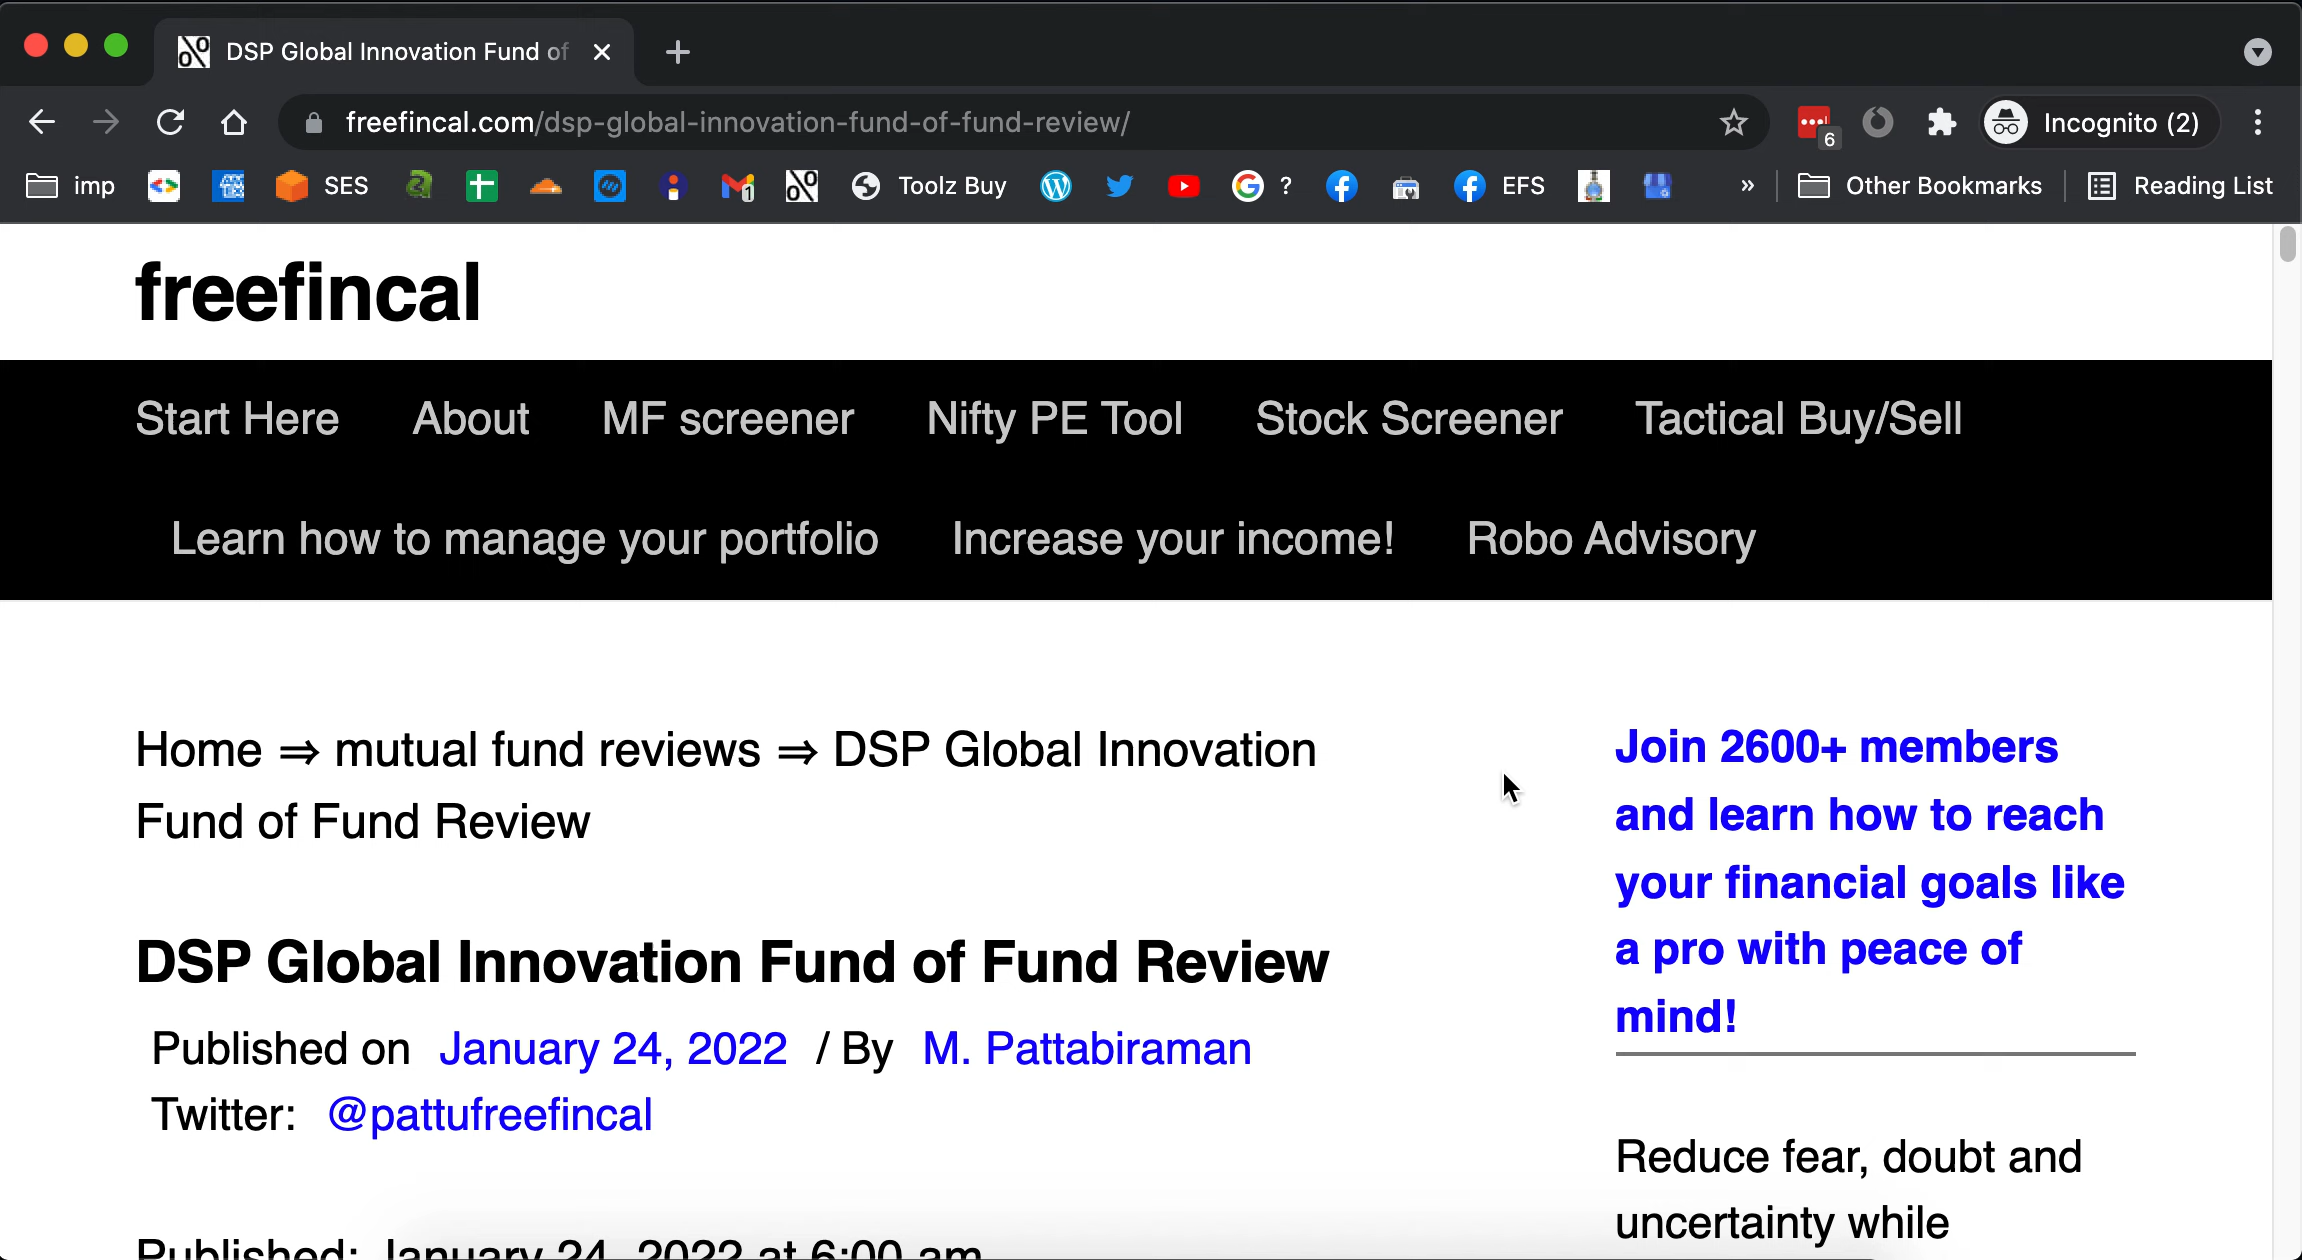 DSP Global Innovation Fund of
freefincal.com/dsp-global-innovation-fund-of-fund-review/
6
Incognito (2)
imp
SES
1
Toolz Buy
?
EFS
»
Other Bookmarks
Reading List
freefincal
Start Here About MF screener Nifty PE Tool Stock Screener Tactical Buy/Sell
Learn how to manage your portfolio Increase your income! Robo Advisory
Home ⇒ mutual fund reviews ⇒ DSP Global Innovation
Fund of Fund Review
DSP Global Innovation Fund of Fund Review
Published on January 24, 2022 / By M. Pattabiraman
Twitter: @pattufreefincal
Published: January 24, 2022 at 6:00 am
Join 2600+ members
and learn how to reach
your financial goals like
a pro with peace of
mind!
Reduce fear, doubt and
uncertainty while